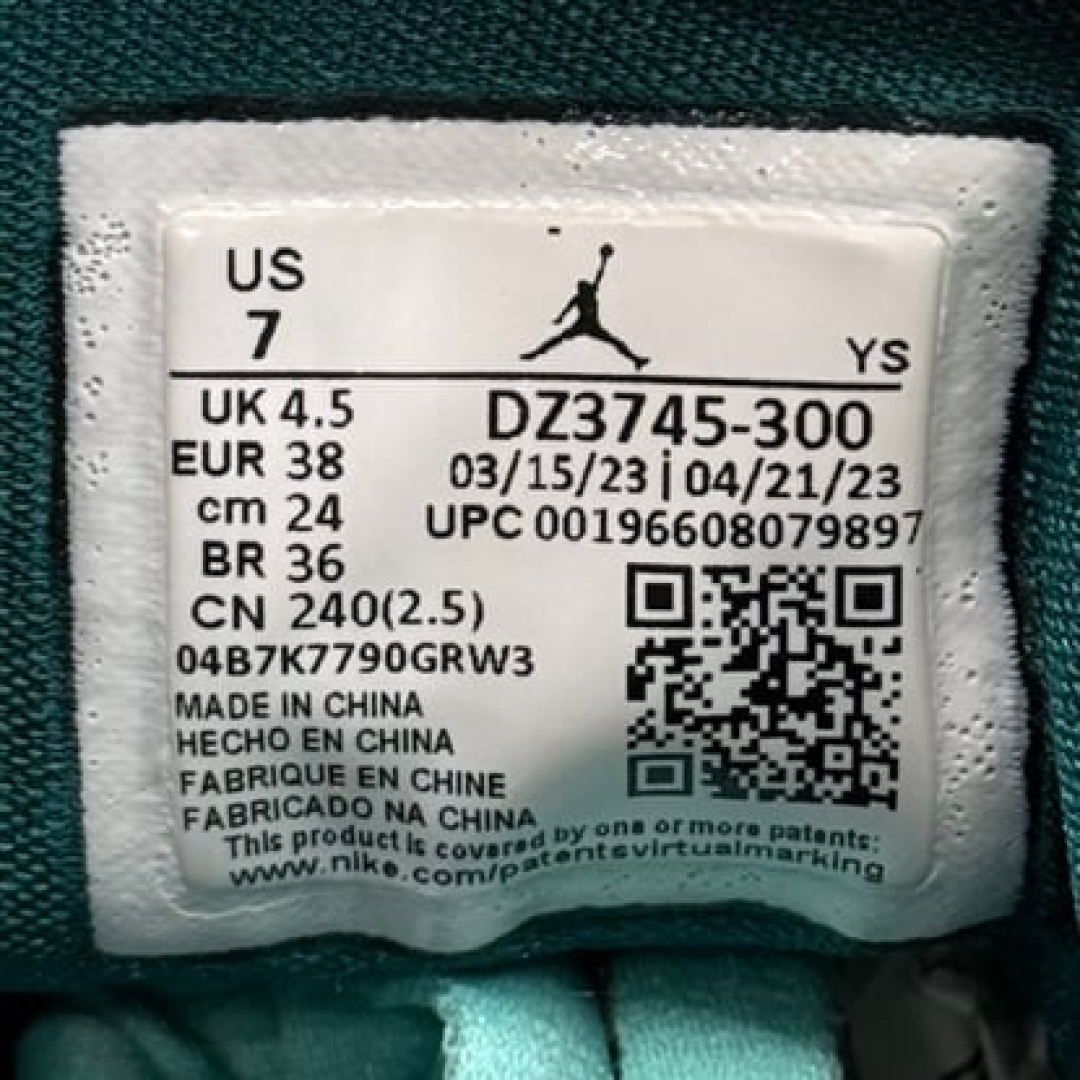 US
7
YS
UK 4.5
EUR 38
cm 24
BR 36
CN 240(2.5)
DZ3745-300
03/15/23 | 04/21/23
UPC 00196608079897
04B7K7790GRW3
MADE IN CHINA
HECHO EN CHINA
FABRIQUE EN CHINE
FABRICADO NA CHINA
This product is covered by one or more patents:
www.nike.com/patentsvirtualmarking